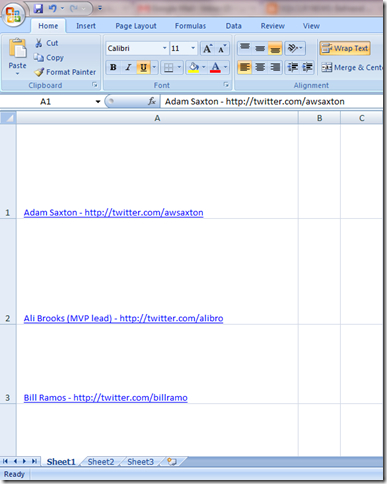 Home Insert Page Layout Formulas Data Review View
Cut
Copy
Format Painter
Paste
Calibri 11 A A
B I U A
Wrap Text
Merge & Cente
Clipboard Font Alignment
A1 fx Adam Saxton - http://twitter.com/awsaxton
A B C
1 Adam Saxton - http://twitter.com/awsaxton
2 Ali Brooks (MVP lead) - http://twitter.com/alibro
3 Bill Ramos - http://twitter.com/billramo
Sheet1 Sheet2 Sheet3
Ready